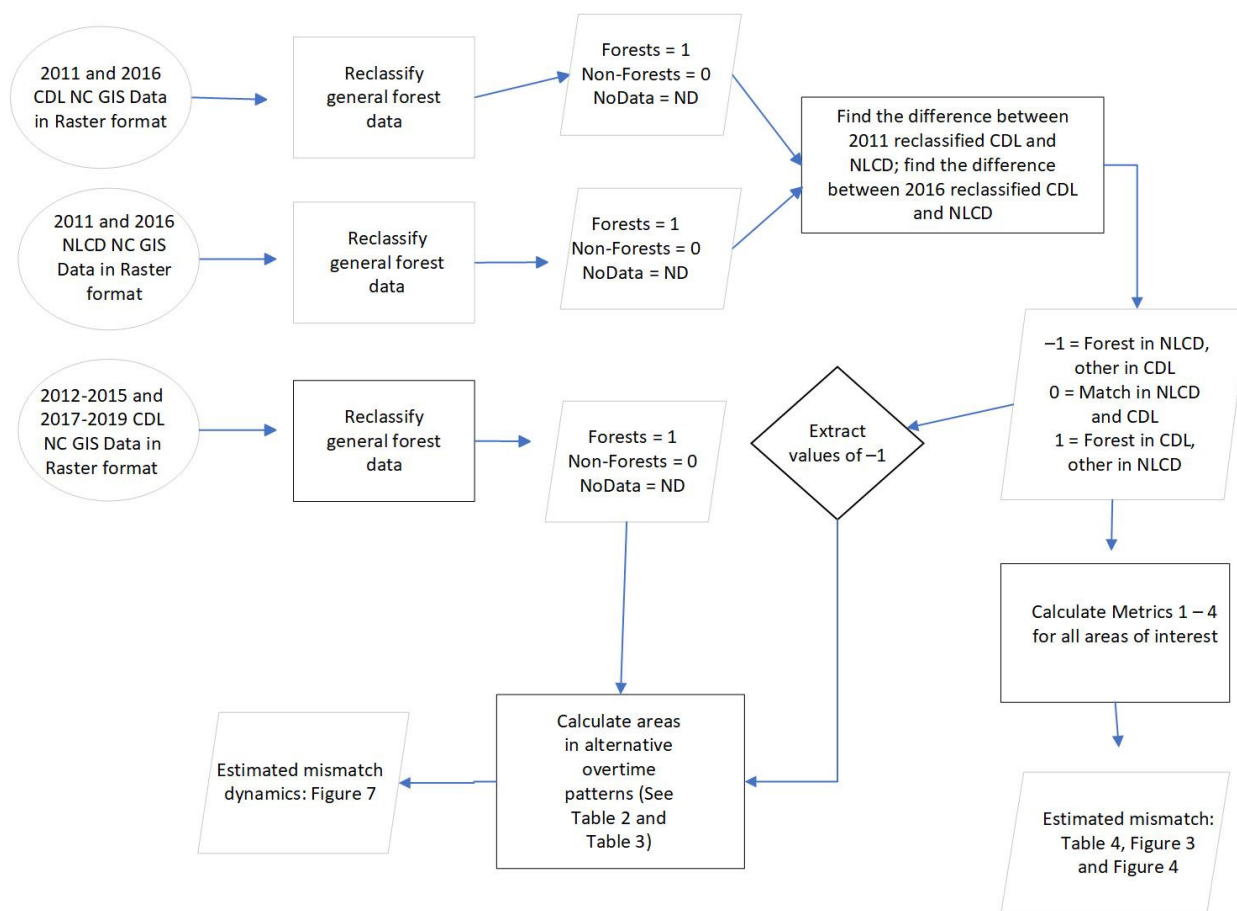 2011 and 2016
CDL NC GIS Data
in Raster format
Reclassify
general forest
data
Forests = 1
Non-Forests = 0
NoData = ND
Find the difference between
2011 reclassified CDL and
NLCD; find the difference
between 2016 reclassified CDL
and NLCD
2011 and 2016
NLCD NC GIS
Data in Raster
format
Reclassify
general forest
data
Forests = 1
Non-Forests = 0
NoData = ND
–1 = Forest in NLCD,
other in CDL
0 = Match in NLCD
and CDL
1 = Forest in CDL,
other in NLCD
2012-2015 and
2017-2019 CDL
NC GIS Data in
Raster format
Reclassify
general forest
data
Forests = 1
Non-Forests = 0
NoData = ND
Extract
values of –1
Calculate Metrics 1 – 4
for all areas of interest
Estimated mismatch
dynamics: Figure 7
Calculate areas
in alternative
overtime
patterns (See
Table 2 and
Table 3)
Estimated mismatch:
Table 4, Figure 3
and Figure 4